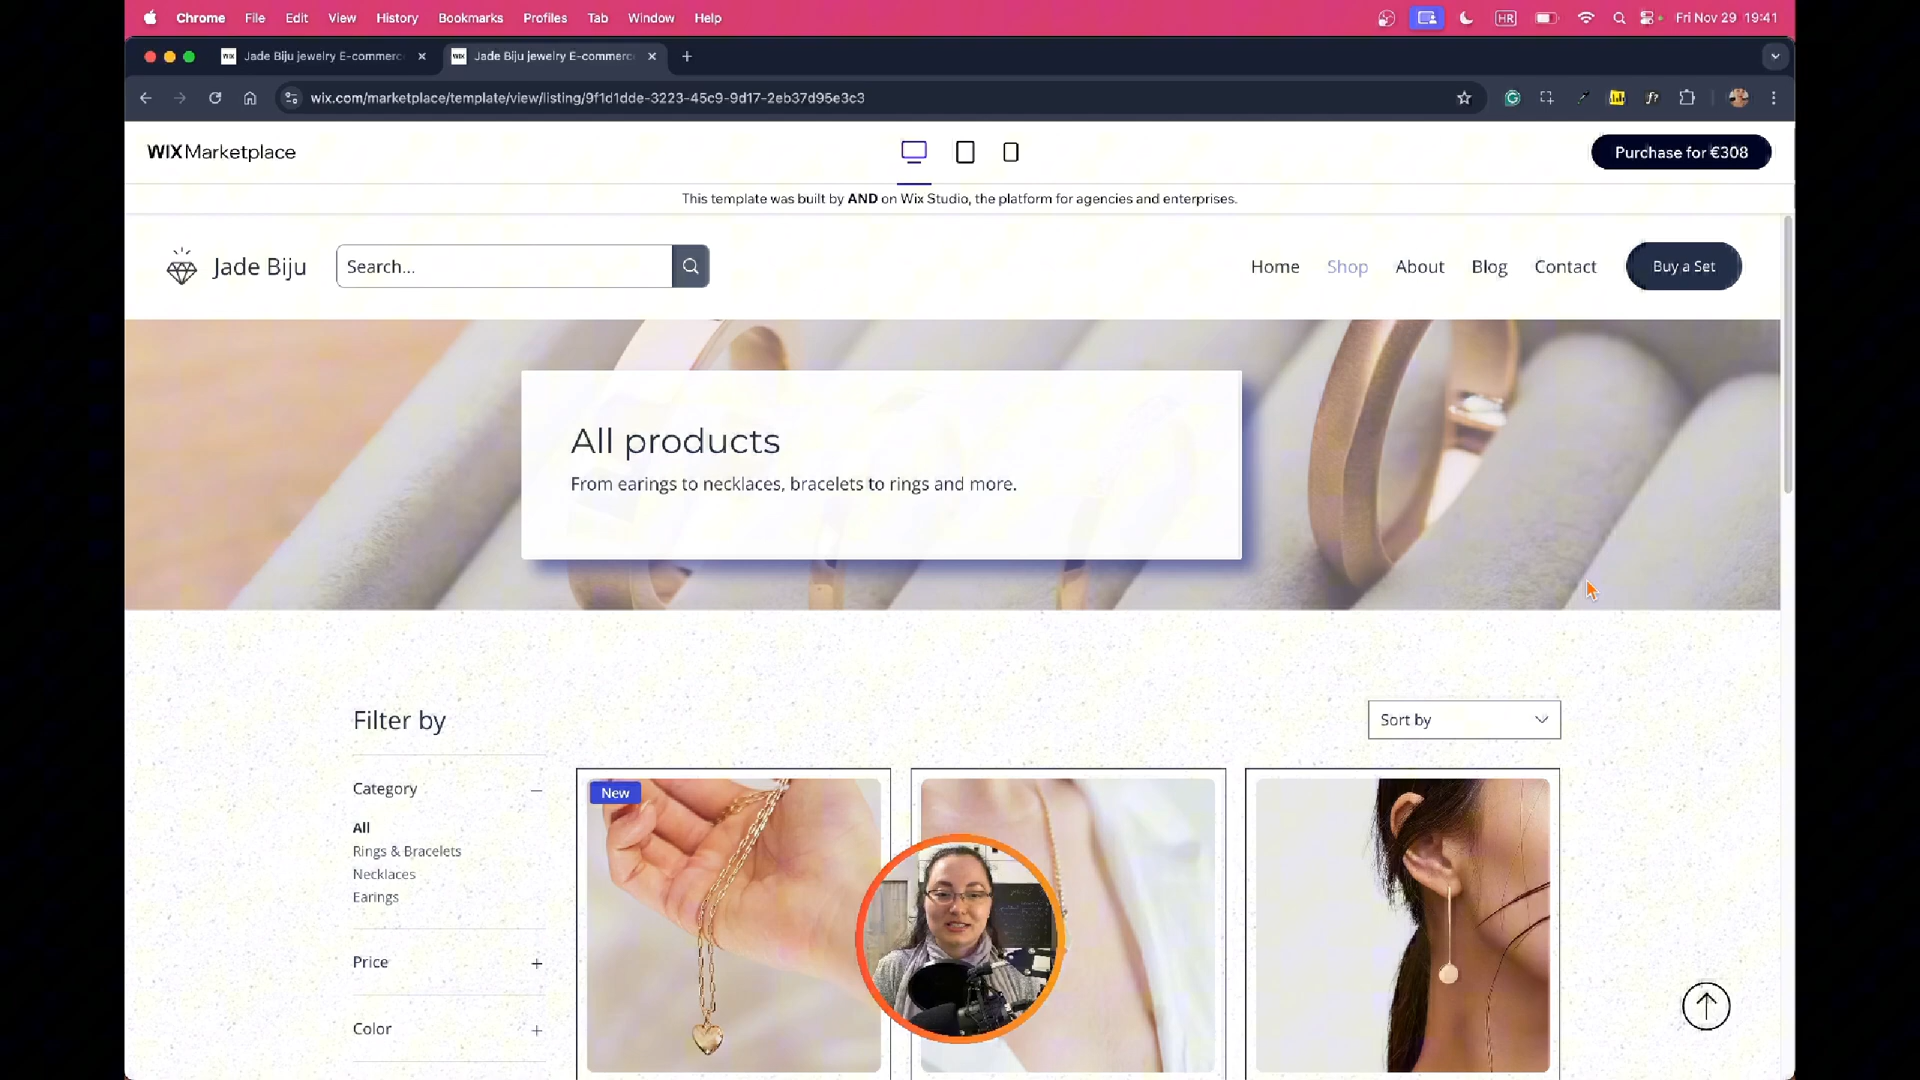 Chrome File Edit View History Bookmarks Profiles Tab Window Help HR Fri Nov 29 19:41
WIX Jade Biju jewelry E-commerc WIX Jade Biju jewelry E-commerc
wix.com/marketplace/template/view/listing/9f1d1dde-3223-45c9-9d17-2eb37d95e3c3
WIX Marketplace Purchase for €308
This template was built by AND on Wix Studio, the platform for agencies and enterprises.
Jade Biju Search... Home Shop About Blog Contact Buy a Set
All products
From earings to necklaces, bracelets to rings and more.
Filter by Sort by
Category
New
All
Rings & Bracelets
Necklaces
Earings
Price
Color